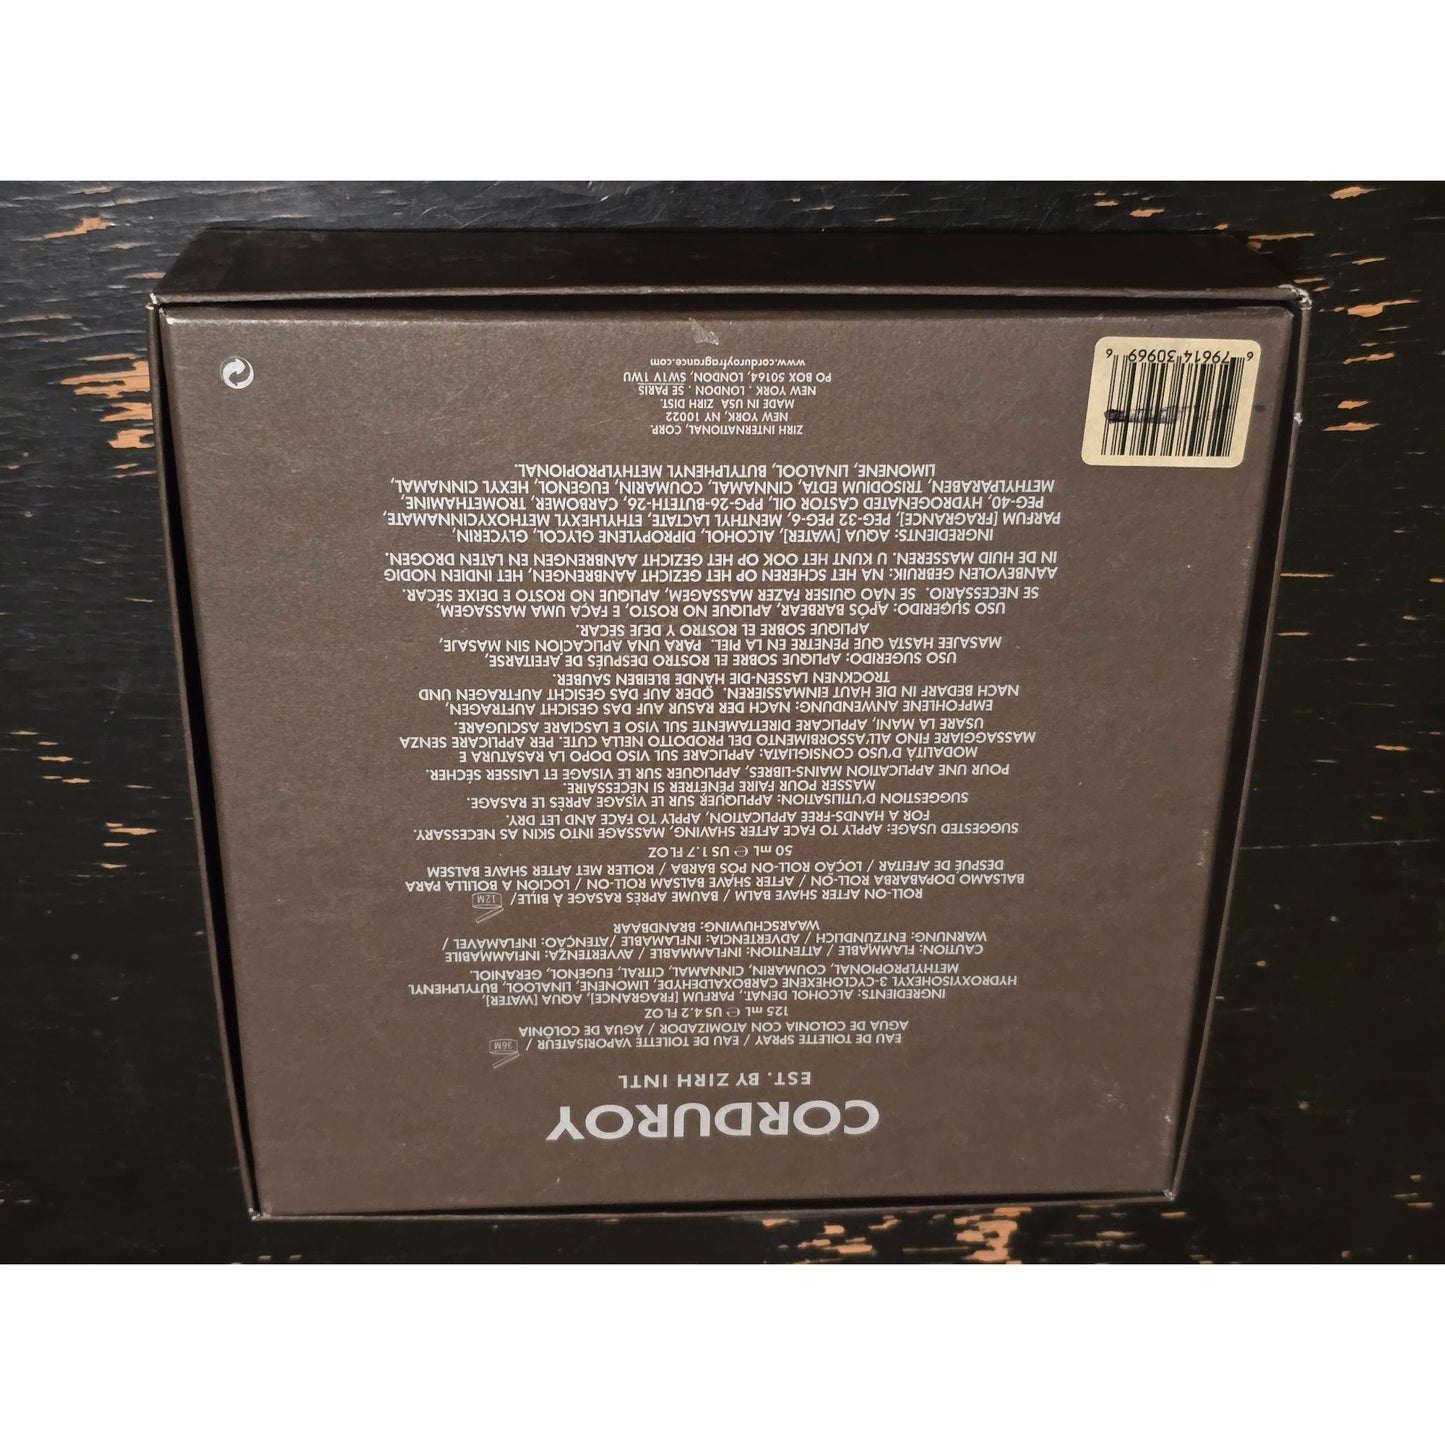 CORDUROY
EST. BY ZIRH INTL
EAU DE TOILETTE SPRAY / EAU DE TOILETTE VAPORISATEUR /
AGUA DE COLONIA CON ATOMIZADOR / ÁGUA DE COLÓNIA
36M
125 mL ℮ US 4.2 FL OZ
INGREDIENTS: ALCOHOL DENAT., PARFUM [FRAGRANCE], AQUA [WATER],
HYDROXYISOHEXYL 3-CYCLOHEXENE CARBOXALDEHYDE, LIMONENE, LINALOOL, BUTYLPHENYL
METHYLPROPIONAL, COUMARIN, CINNAMAL, CITRAL, EUGENOL, GERANIOL.
CAUTION: FLAMMABLE / ATTENTION: INFLAMMABLE / AVVERTENZA: INFIAMMABILE
WARNUNG: ENTZÜNDLICH / ADVERTENCIA: INFLAMABLE / ATENÇÃO: INFLAMAVEL /
WAARSCHUWING: BRANDBAAR
ROLL-ON AFTER SHAVE BALM / BAUME APRÈS RASAGE À BILLE/
12M
BALSAMO DOPABARBA ROLL-ON / AFTER SHAVE BALSAM ROLL-ON / LOCIÓN A BOLILLA PARA
DESPUÉ DE AFEITAR / LOÇÃO ROLL-ON PÓS BARBA / ROLLER MET AFTER SHAVE BALSEM
50 mL ℮ US 1.7 FL OZ
SUGGESTED USAGE: APPLY TO FACE AFTER SHAVING, MASSAGE INTO SKIN AS NECESSARY.
FOR A HANDS-FREE APPLICATION, APPLY TO FACE AND LET DRY.
SUGGESTION D'UTILISATION: APPLIQUER SUR LE VISAGE APRÈS LE RASAGE.
MASSER POUR FAIRE PÉNÉTRER SI NÉCESSAIRE.
POUR UNE APPLICATION MAINS-LIBRES, APPLIQUER SUR LE VISAGE ET LAISSER SÉCHER.
MODALITÀ D'USO CONSIGLIATA: APPLICARE SUL VISO DOPO LA RASATURA E
MASSAGGIARE FINO ALL'ASSORBIMENTO DEL PRODOTTO NELLA CUTE. PER APPLICARE SENZA
USARE LA MANI, APPLICARE DIRETTAMENTE SUL VISO E LASCIARE ASCIUGARE.
EMPFOHLENE ANWENDUNG: NACH DER RASUR AUF DAS GESICHT AUFTRAGEN,
NACH BEDARF IN DIE HAUT EINMASSIEREN. ODER AUF DAS GESICHT AUFTRAGEN UND
TROCKNEN LASSEN-DIE HÄNDE BLEIBEN SAUBER.
USO SUGERIDO: APLIQUE SOBRE EL ROSTRO DESPUÉS DE AFEITARSE,
MASAJEE HASTA QUE PENETRE EN LA PIEL. PARA UNA APLICACIÓN SIN MASAJE,
APLIQUE SOBRE EL ROSTRO Y DEJE SECAR.
USO SUGERIDO: APÓS BARBEAR, APLIQUE NO ROSTO, E FAÇA UMA MASSAGEM,
SE NECESSÁRIO. SE NÃO QUISER FAZER MASSAGEM, APLIQUE NO ROSTO E DEIXE SECAR.
AANBEVOLEN GEBRUIK: NA HET SCHEREN OP HET GEZICHT AANBRENGEN, HET INDIEN NODIG
IN DE HUID MASSEREN. U KUNT HET OOK OP HET GEZICHT AANBRENGEN EN LATEN DROGEN.
INGREDIENTS: AQUA [WATER], ALCOHOL, DIPROPYLENE GLYCOL, GLYCERIN,
PARFUM [FRAGRANCE], PEG-32, PEG-6, MENTHYL LACTATE, ETHYLHEXYL METHOXYCINNAMATE,
PEG-40, HYDROGENATED CASTOR OIL, PPG-26-BUTETH-26, CARBOMER, TROMETHAMINE,
METHYLPARABEN, TRISODIUM EDTA, CINNAMAL, COUMARIN, EUGENOL, HEXYL CINNAMAL,
LIMONENE, LINALOOL, BUTYLPHENYL METHYLPROPIONAL.
ZIRH INTERNATIONAL, CORP.
NEW YORK, NY 10022
MADE IN USA ZIRH DIST.
NEW YORK . LONDON . SE PARIS
PO BOX 50164, LONDON, SW1V 1WU
www.corduroyfragrance.com
6 79614 30969 6